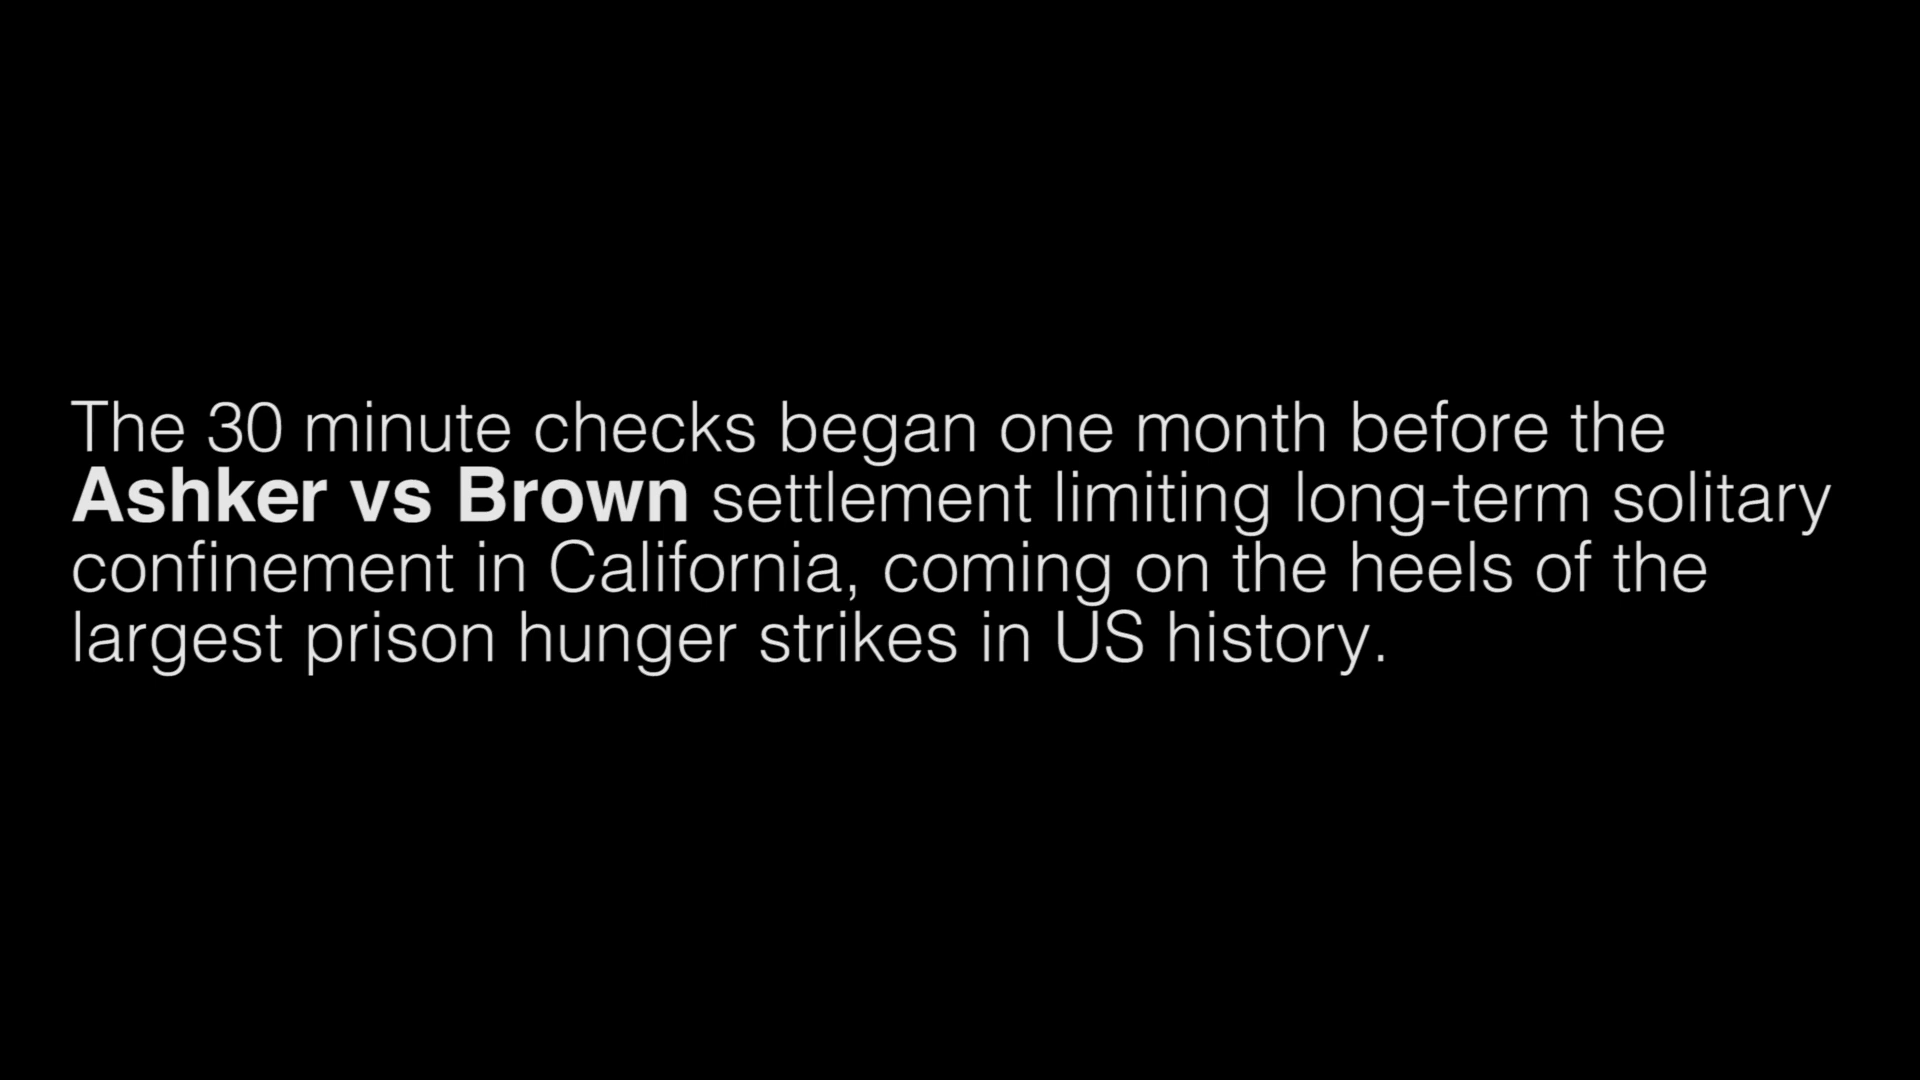 The 30 minute checks began one month before the
Ashker vs Brown settlement limiting long-term solitary
confinement in California, coming on the heels of the
largest prison hunger strikes in US history.